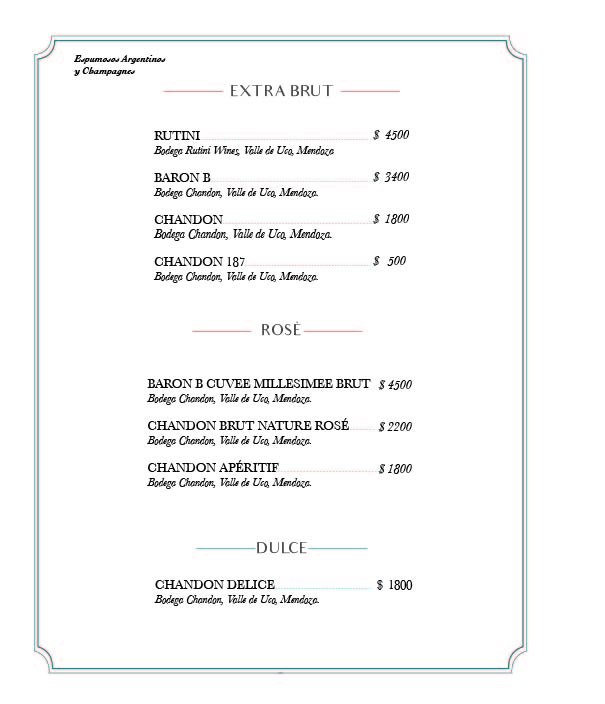 Espumosos Argentinos
y Champagnes
EXTRA BRUT
RUTINI $ 4500
Bodega Rutini Wines, Valle de Uco, Mendoza
BARON B $ 3400
Bodega Chandon, Valle de Uco, Mendoza.
CHANDON $ 1800
Bodega Chandon, Valle de Uco, Mendoza.
CHANDON 187 $ 500
Bodega Chandon, Valle de Uco, Mendoza.
ROSÉ
BARON B CUVEE MILLESIMEE BRUT $ 4500
Bodega Chandon, Valle de Uco, Mendoza.
CHANDON BRUT NATURE ROSÉ $ 2200
Bodega Chandon, Valle de Uco, Mendoza.
CHANDON APÉRITIF $ 1800
Bodega Chandon, Valle de Uco, Mendoza.
DULCE
CHANDON DELICE $ 1800
Bodega Chandon, Valle de Uco, Mendoza.